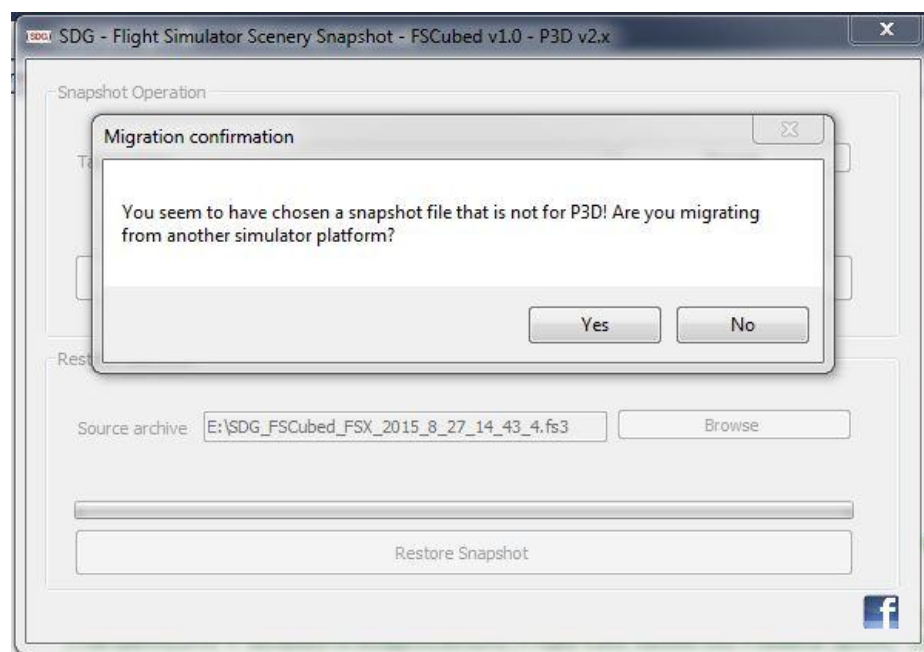 SDG SDG - Flight Simulator Scenery Snapshot - FSCubed v1.0 - P3D v2.x
Snapshot Operation
Migration confirmation
You seem to have chosen a snapshot file that is not for P3D! Are you migrating
from another simulator platform?
Yes No
Source archive E:\SDG_FSCubed_FSX_2015_8_27_14_43_4.fs3 Browse
Restore Snapshot
f